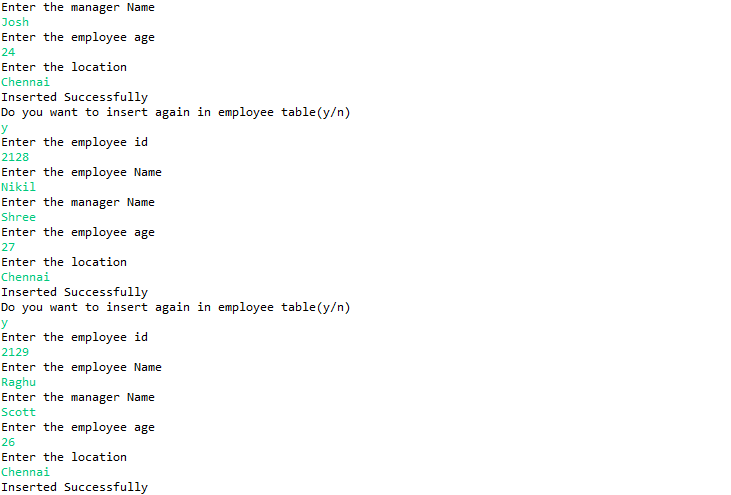 Enter the manager Name
Josh
Enter the employee age
24
Enter the location
Chennai
Inserted Successfully
Do you want to insert again in employee table(y/n)
y
Enter the employee id
2128
Enter the employee Name
Nikil
Enter the manager Name
Shree
Enter the employee age
27
Enter the location
Chennai
Inserted Successfully
Do you want to insert again in employee table(y/n)
y
Enter the employee id
2129
Enter the employee Name
Raghu
Enter the manager Name
Scott
Enter the employee age
26
Enter the location
Chennai
Inserted Successfully